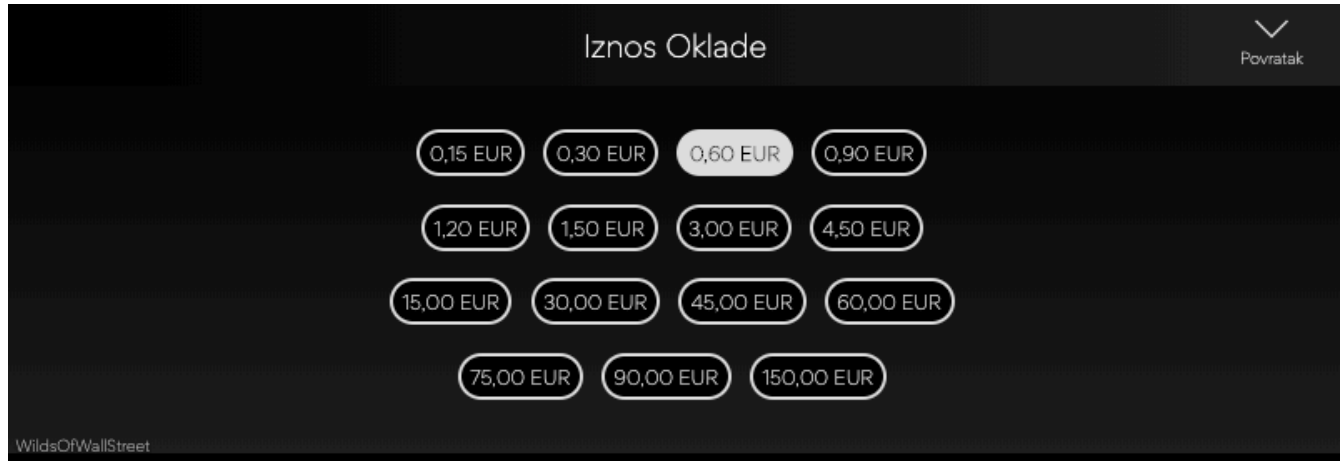 Iznos Oklade
Povratak
0,15 EUR 0,30 EUR 0,60 EUR 0,90 EUR
1,20 EUR 1,50 EUR 3,00 EUR 4,50 EUR
15,00 EUR 30,00 EUR 45,00 EUR 60,00 EUR
75,00 EUR 90,00 EUR 150,00 EUR
WildsOfWallStreet